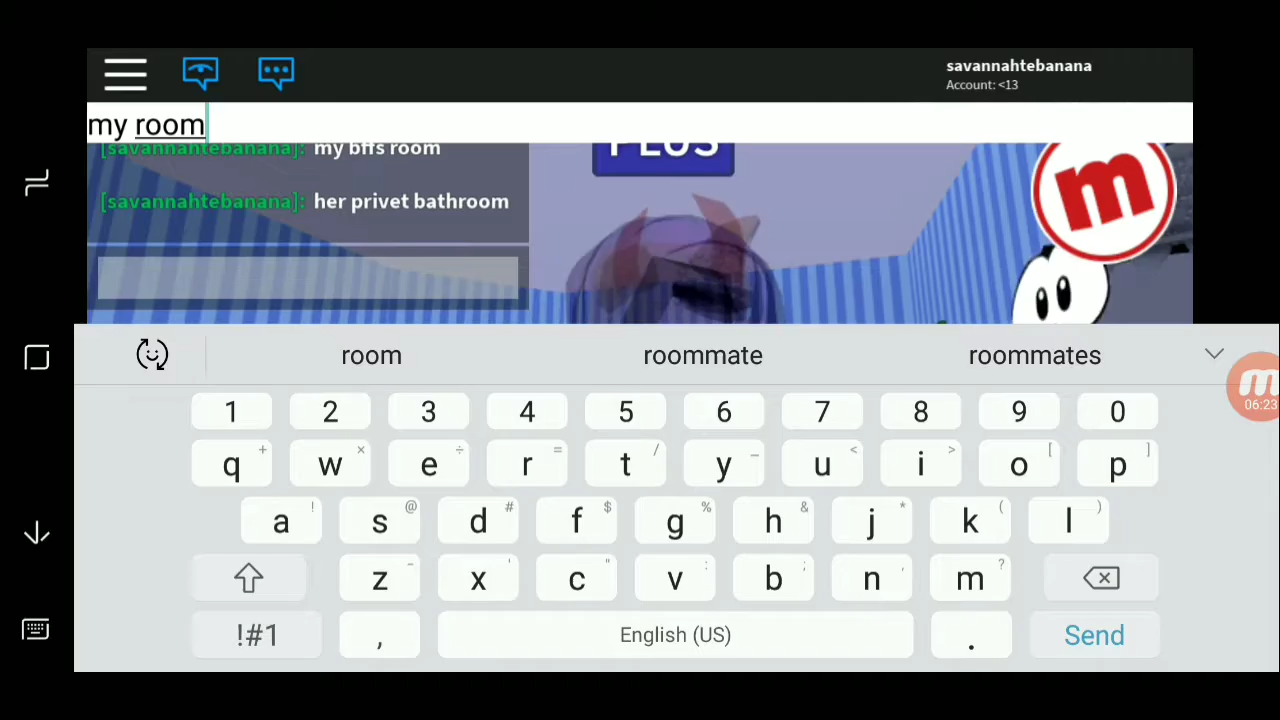 savannahtebanana
Account: <13
my room
[savannahtebanana]: my bffs room
PLUS
[savannahtebanana]: her privet bathroom
m
room roommate roommates
06:23
1 2 3 4 5 6 7 8 9 0
q + w × e ÷ r = t / y _ u < i > o [ p ]
a ! s @ d # f $ g % h & j * k ( l )
z - x ' c " v : b ; n , m ?
!#1 , English (US) . Send